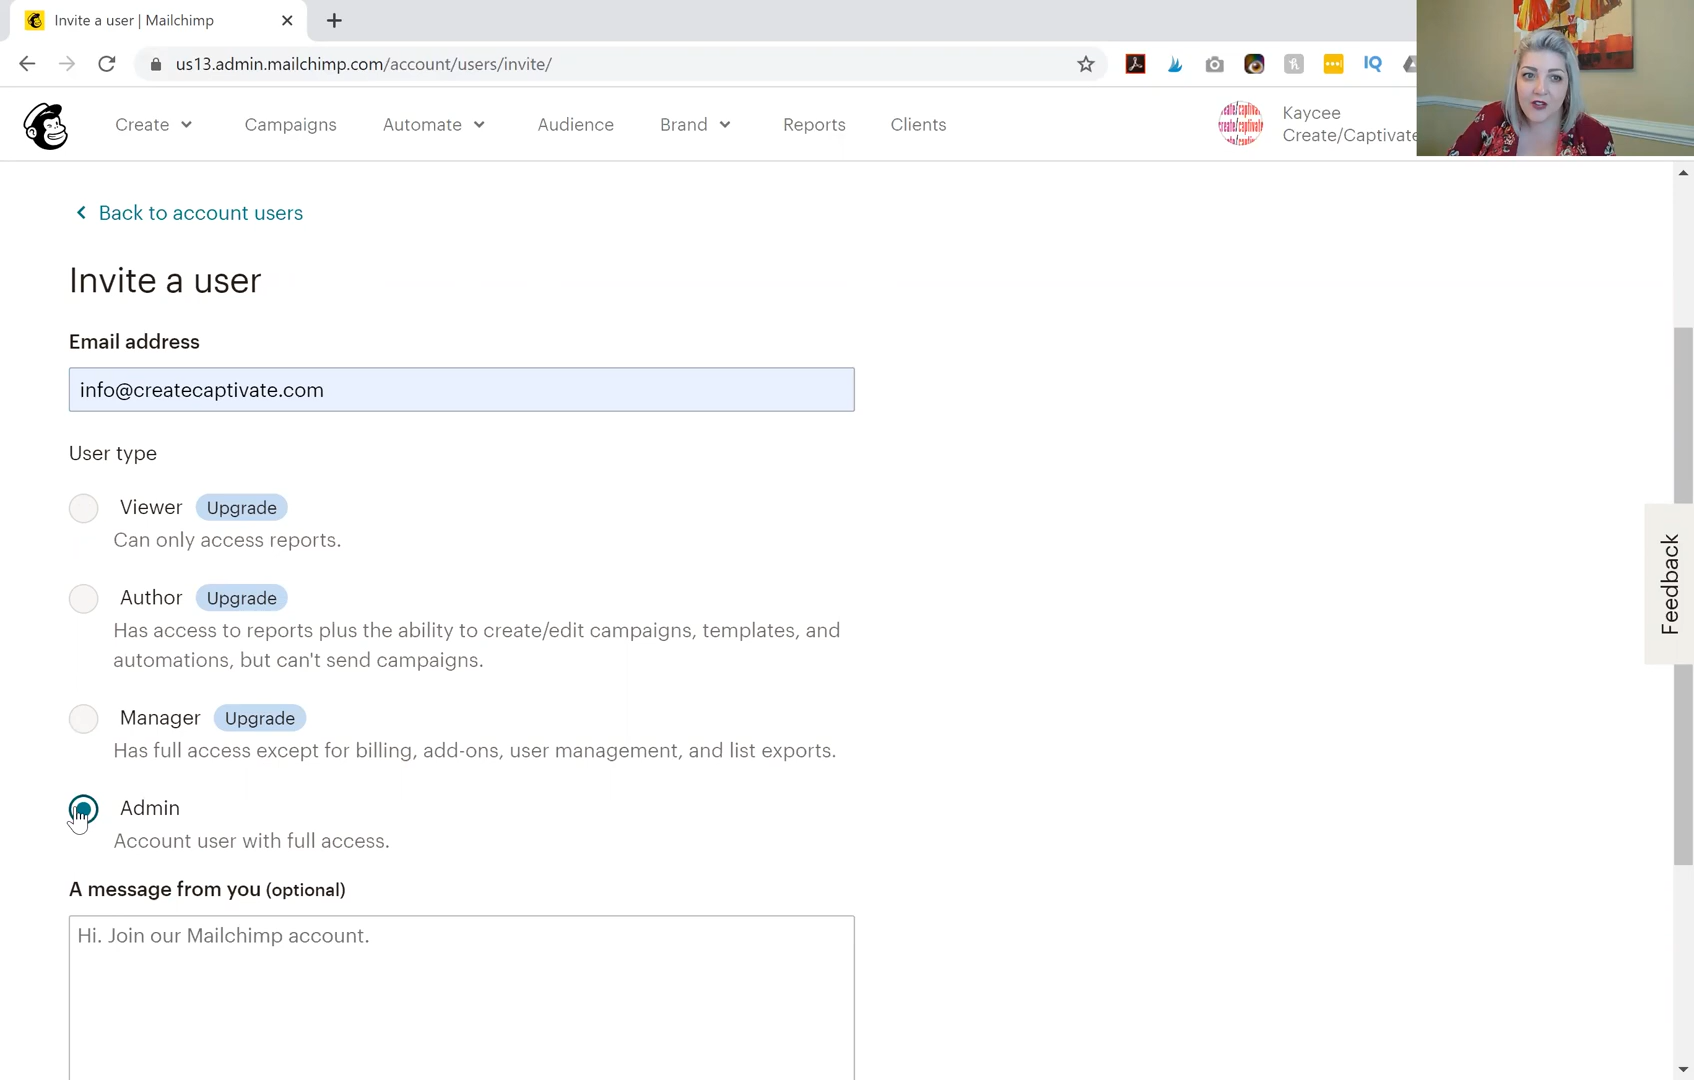 Invite a user | Mailchimp
us13.admin.mailchimp.com/account/users/invite/
IQ
Create
Campaigns
Automate
Audience
Brand
Reports
Clients
create/captivate
Kaycee
Create/Captivate
Back to account users
Invite a user
Email address
info@createcaptivate.com
User type
Viewer Upgrade
Can only access reports.
Author Upgrade
Has access to reports plus the ability to create/edit campaigns, templates, and
automations, but can't send campaigns.
Manager Upgrade
Has full access except for billing, add-ons, user management, and list exports.
Admin
Account user with full access.
A message from you (optional)
Hi. Join our Mailchimp account.
Feedback